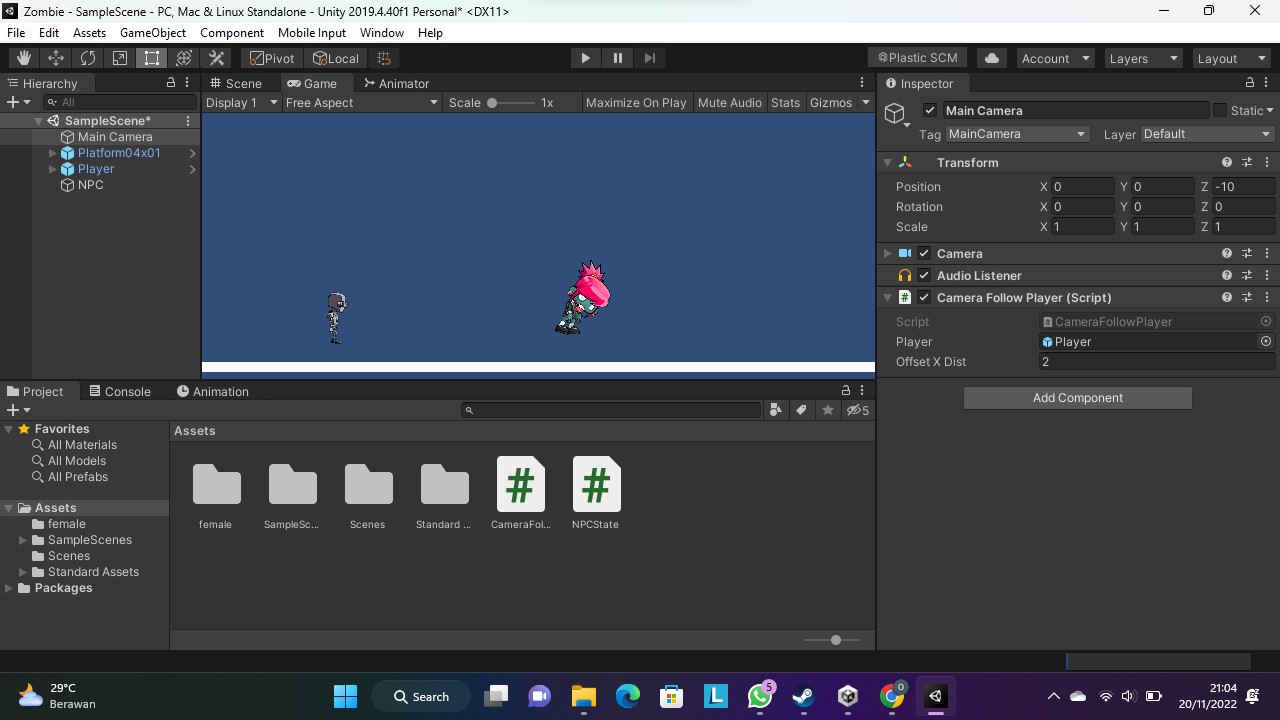 Zombie - SampleScene - PC, Mac & Linux Standalone - Unity 2019.4.40f1 Personal* <DX11>
File Edit Assets GameObject Component Mobile Input Window Help
Pivot Local Plastic SCM Account Layers Layout
Hierarchy
All
SampleScene*
Main Camera
Platform04x01
Player
NPC
Scene Game Animator
Display 1 Free Aspect Scale 1x Maximize On Play Mute Audio Stats Gizmos
Inspector
Main Camera Static
Tag MainCamera Layer Default
Transform
Position X 0 Y 0 Z -10
Rotation X 0 Y 0 Z 0
Scale X 1 Y 1 Z 1
Camera
Audio Listener
# Camera Follow Player (Script)
Script CameraFollowPlayer
Player Player
Offset X Dist 2
Add Component
Project Console Animation
5
Favorites
All Materials
All Models
All Prefabs
Assets
female
SampleScenes
Scenes
Standard Assets
Packages
Assets
# #
female SampleSc... Scenes Standard ... CameraFol... NPCState
29°C
Berawan
Search
L
5
0
21:04
20/11/2022